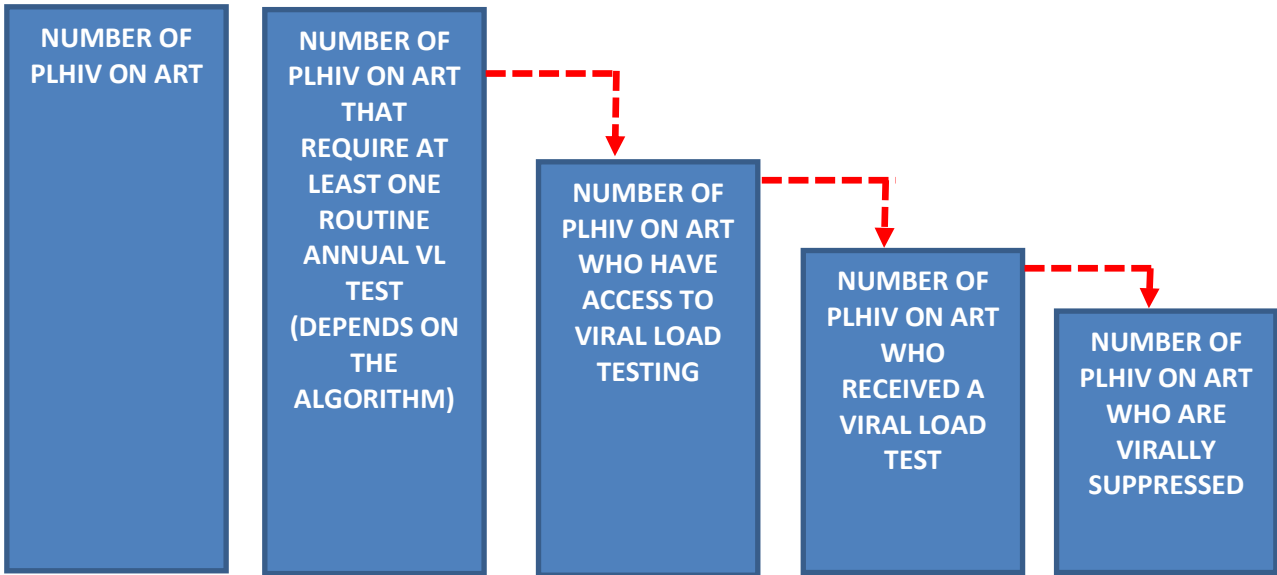 NUMBER OF
PLHIV ON ART
NUMBER OF
PLHIV ON ART
THAT
REQUIRE AT
LEAST ONE
ROUTINE
ANNUAL VL
TEST
(DEPENDS ON
THE
ALGORITHM)
NUMBER OF
PLHIV ON ART
WHO HAVE
ACCESS TO
VIRAL LOAD
TESTING
NUMBER OF
PLHIV ON ART
WHO
RECEIVED A
VIRAL LOAD
TEST
NUMBER OF
PLHIV ON ART
WHO ARE
VIRALLY
SUPPRESSED